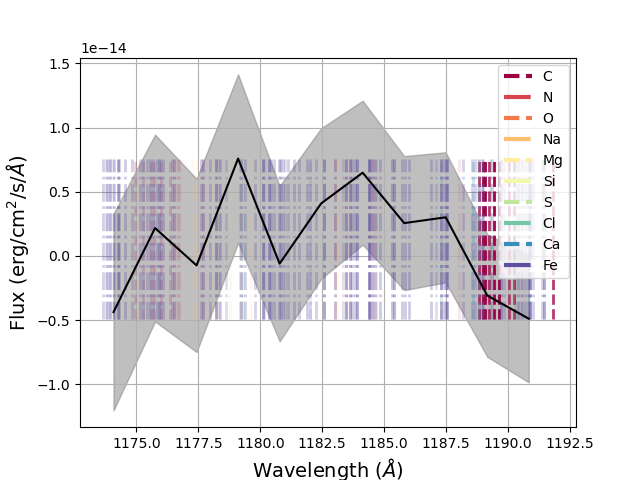 1e−14
1.5
1.0
0.5
0.0
−0.5
−1.0
Flux (erg/cm²/s/Å)
C
N
O
Na
Mg
Si
S
Cl
Ca
Fe
1175.0 1177.5 1180.0 1182.5 1185.0 1187.5 1190.0 1192.5
Wavelength (Å)